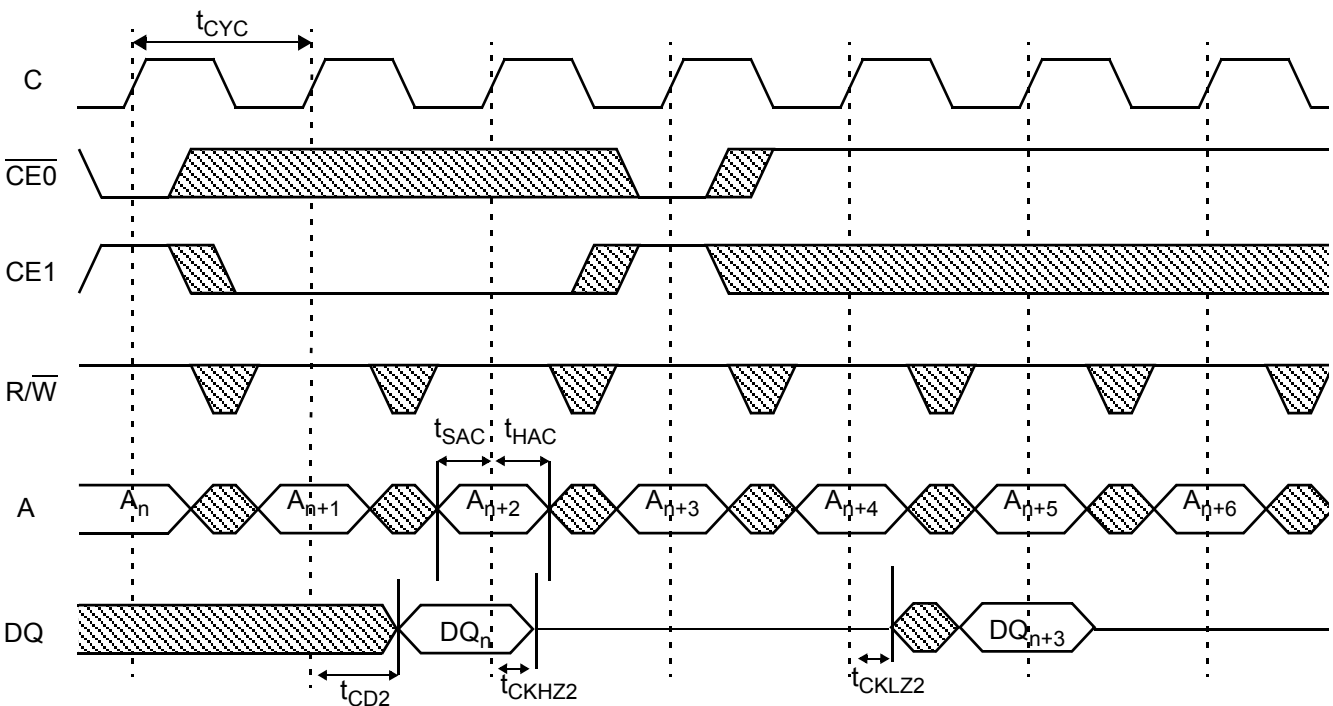 tCYC
C
CE0
CE1
R/W
tSAC tHAC
A An An+1 An+2 An+3 An+4 An+5 An+6
DQ DQn DQn+3
tCD2 tCKHZ2 tCKLZ2